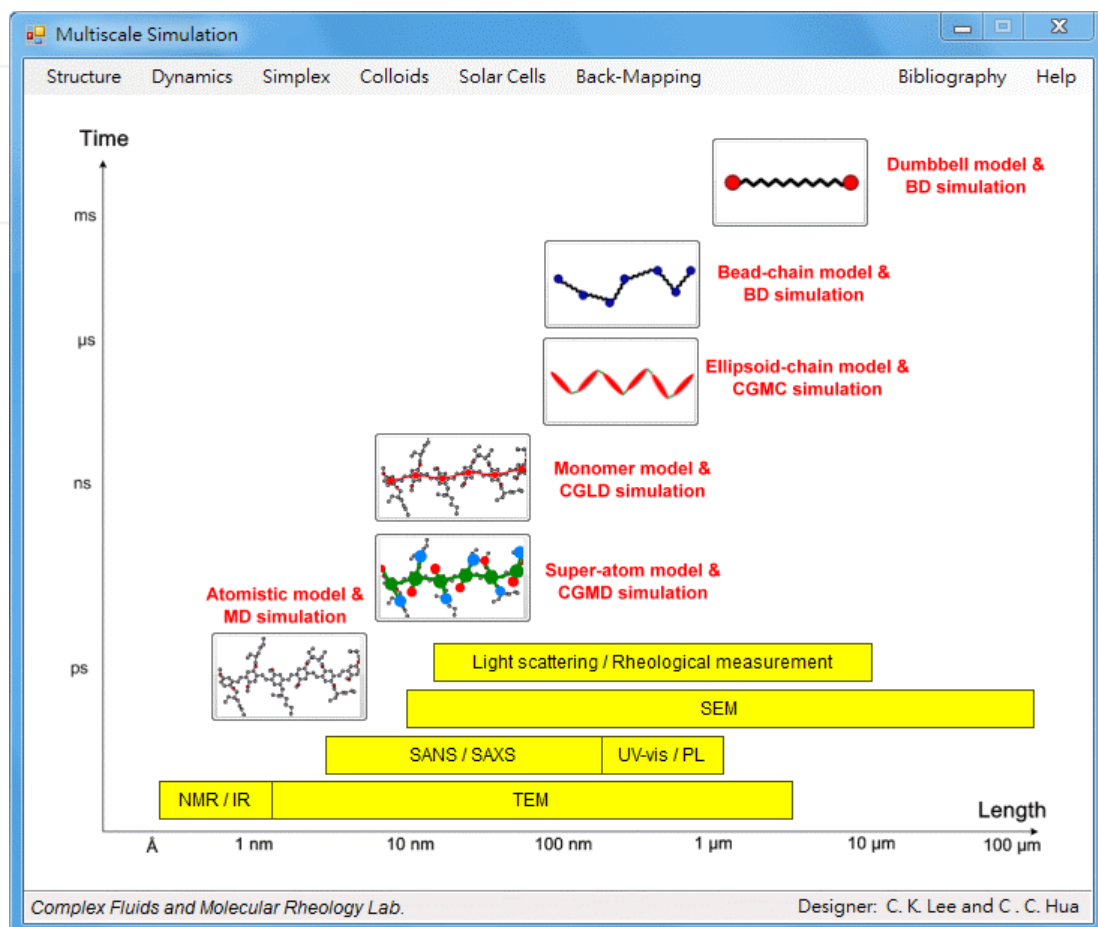 Multiscale Simulation
Structure Dynamics Simplex Colloids Solar Cells Back-Mapping Bibliography Help
Time
Dumbbell model &
BD simulation
ms
Bead-chain model &
BD simulation
µs
Ellipsoid-chain model &
CGMC simulation
Monomer model &
CGLD simulation
ns
Super-atom model &
CGMD simulation
Atomistic model &
MD simulation
ps
Light scattering / Rheological measurement
SEM
SANS / SAXS UV-vis / PL
NMR / IR TEM
Length
Å 1 nm 10 nm 100 nm 1 µm 10 µm 100 µm
Complex Fluids and Molecular Rheology Lab. Designer: C. K. Lee and C . C. Hua